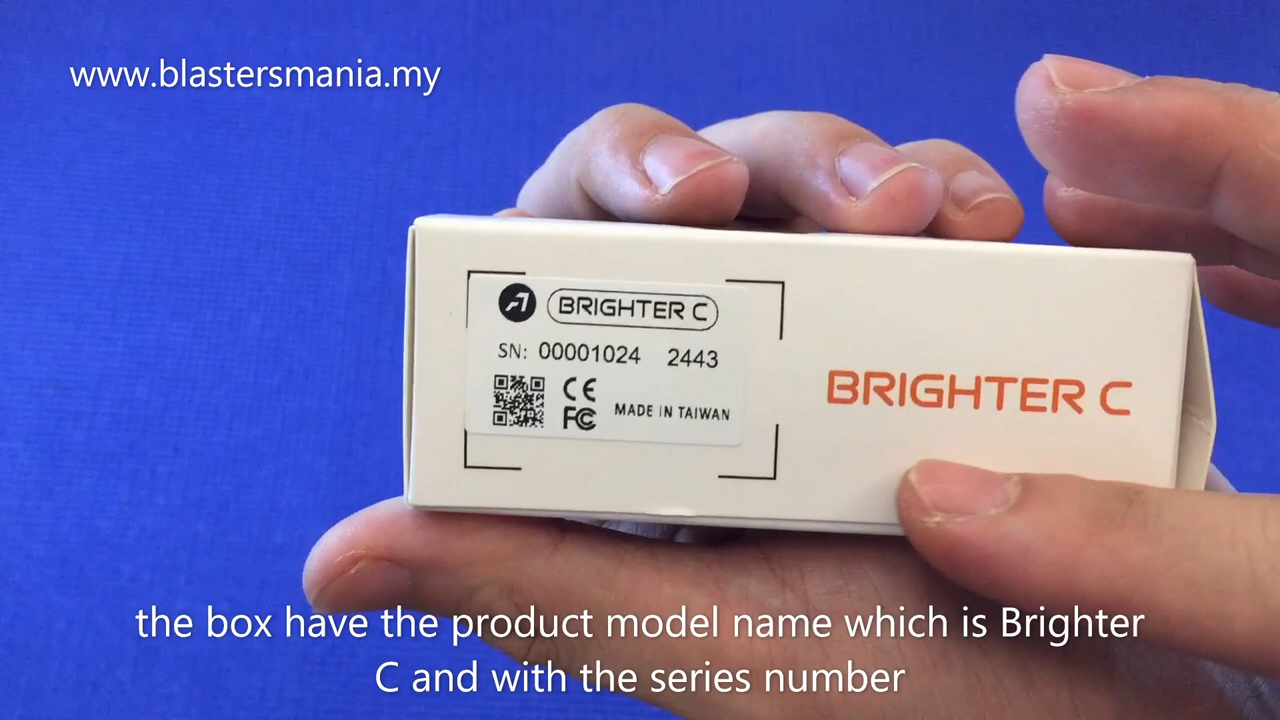 www.blastersmania.my
BRIGHTER C
SN: 00001024 2443
CE
FC
MADE IN TAIWAN
BRIGHTER C
the box have the product model name which is Brighter
C and with the series number